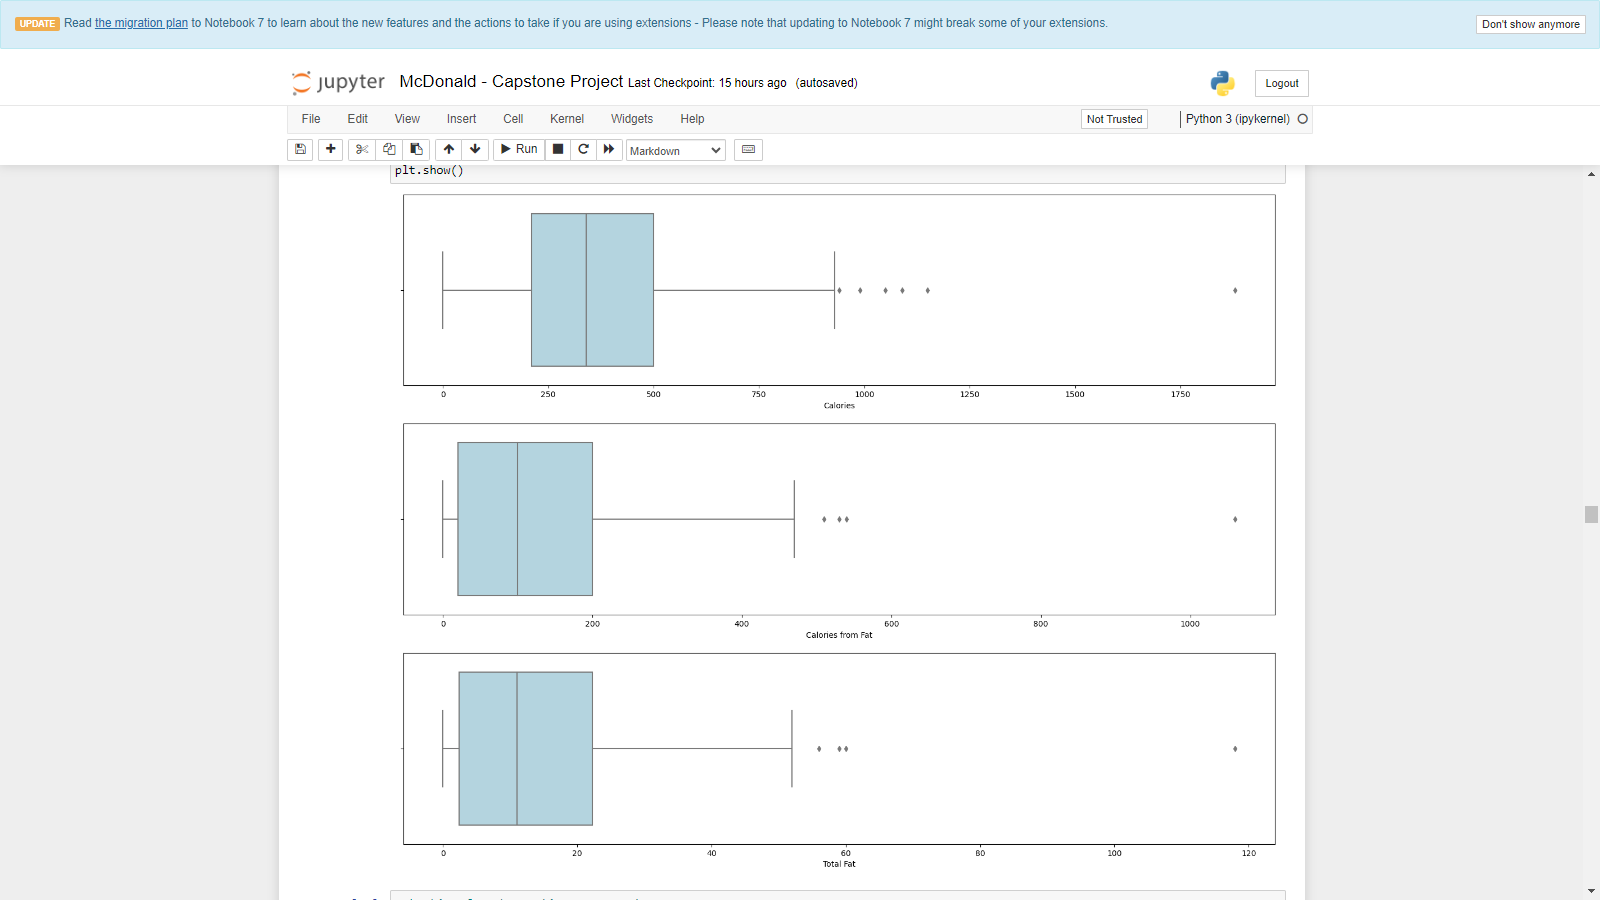 UPDATE Read the migration plan to Notebook 7 to learn about the new features and the actions to take if you are using extensions - Please note that updating to Notebook 7 might break some of your extensions.
Don't show anymore
jupyter McDonald - Capstone Project Last Checkpoint: 15 hours ago (autosaved)
Logout
File Edit View Insert Cell Kernel Widgets Help
Not Trusted
Python 3 (ipykernel)
Run
Markdown
plt.show()
0 250 500 750 1000 1250 1500 1750
Calories
0 200 400 600 800 1000
Calories from Fat
0 20 40 60 80 100 120
Total Fat